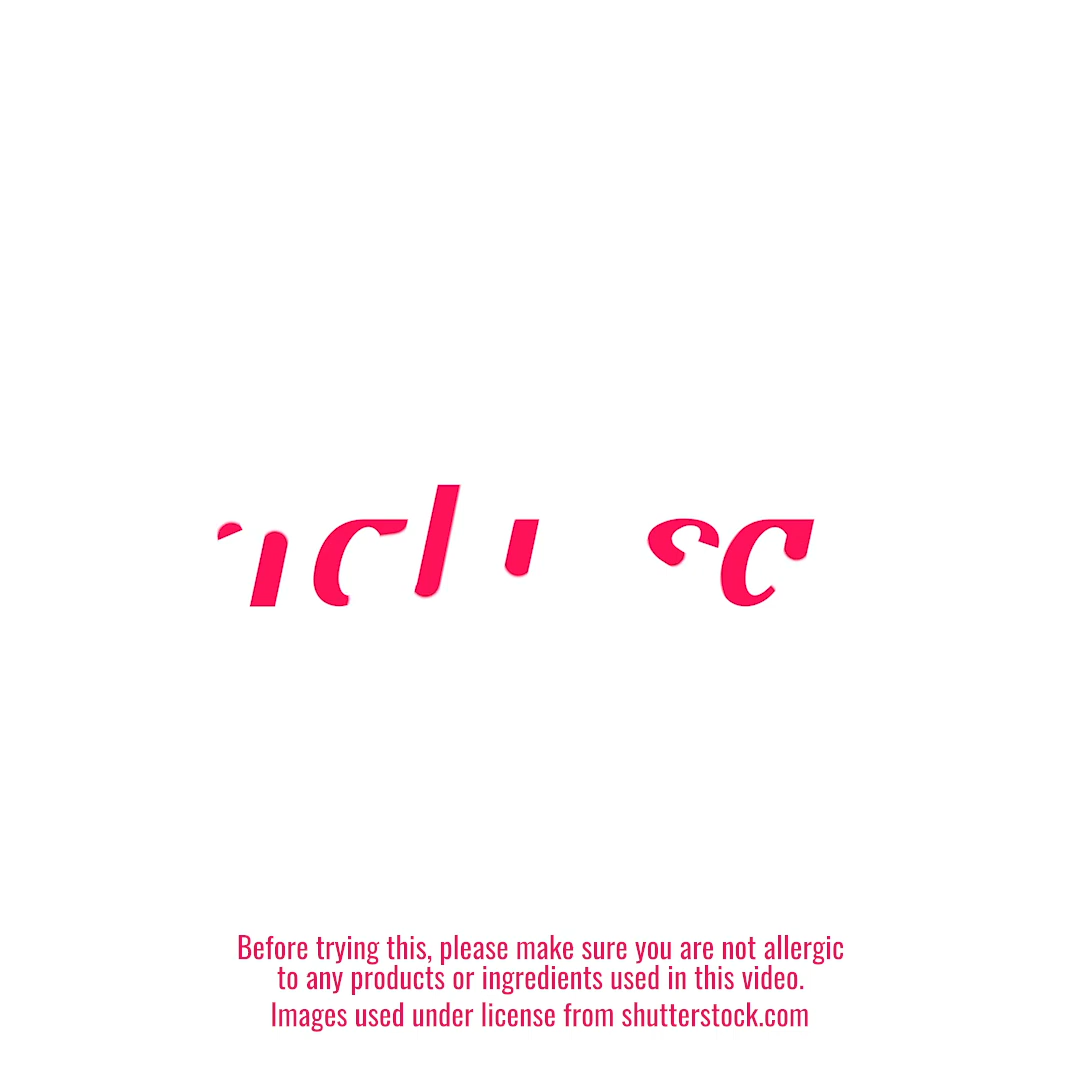 Before trying this, please make sure you are not allergic
to any products or ingredients used in this video.
Images used under license from shutterstock.com